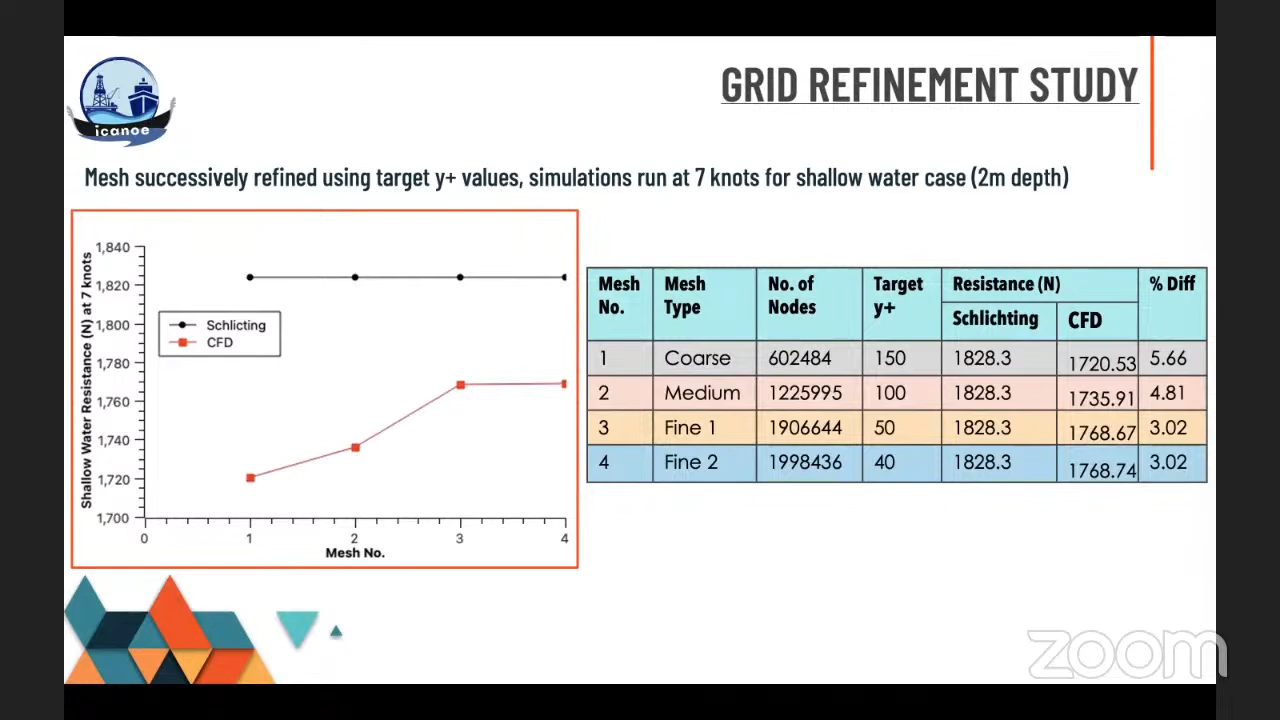 icanoe
GRID REFINEMENT STUDY
Mesh successively refined using target y+ values, simulations run at 7 knots for shallow water case (2m depth)
Shallow Water Resistance (N) at 7 knots
1,840
1,820
1,800
1,780
1,760
1,740
1,720
1,700
Schlicting
CFD
0 1 2 3 4
Mesh No.
Mesh No. Mesh Type No. of Nodes Target y+ Resistance (N) % Diff
Schlichting CFD
1 Coarse 602484 150 1828.3 1720.53 5.66
2 Medium 1225995 100 1828.3 1735.91 4.81
3 Fine 1 1906644 50 1828.3 1768.67 3.02
4 Fine 2 1998436 40 1828.3 1768.74 3.02
zoom